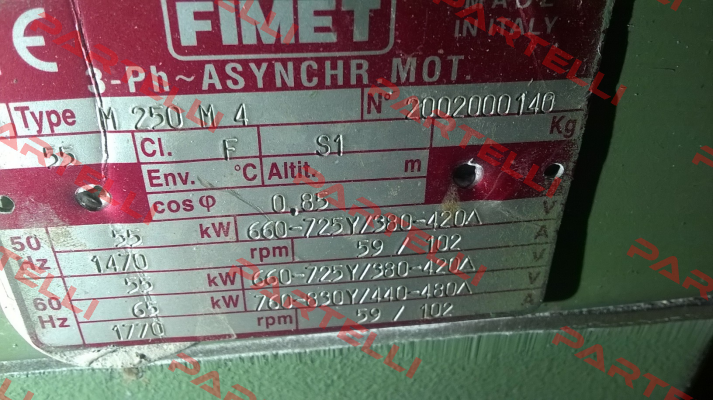 CE FIMET MADE
IN ITALY
3-Ph~ASYNCHR. MOT.
Type M 250 M 4 N° 2002000140
55 Cl. F S1 Kg
Env. °C Altit. m
cosφ 0,85
50 Hz 55 kW 660-725Y/380-420Δ V
1470 rpm 59 / 102 A
55 kW 660-725Y/380-420Δ V
60 Hz 63 kW 760-830Y/440-480Δ V
1770 rpm 59 / 102 A
PARTELLI